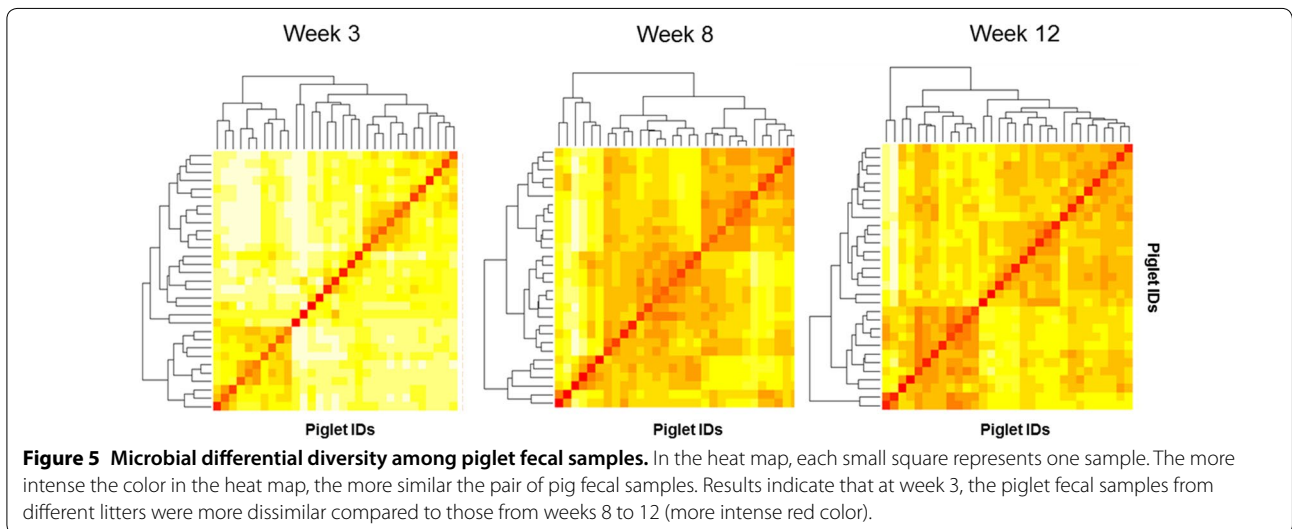 Week 3
Week 8
Week 12
Piglet IDs
Piglet IDs
Piglet IDs
Piglet IDs
Figure 5 Microbial differential diversity among piglet fecal samples. In the heat map, each small square represents one sample. The more
intense the color in the heat map, the more similar the pair of pig fecal samples. Results indicate that at week 3, the piglet fecal samples from
different litters were more dissimilar compared to those from weeks 8 to 12 (more intense red color).